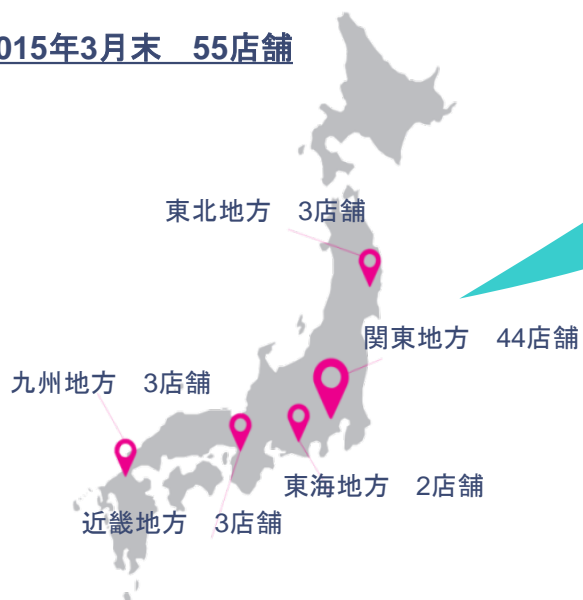 015年3月末　55店舗
東北地方　3店舗
関東地方　44店舗
九州地方　3店舗
東海地方　2店舗
近畿地方　3店舗